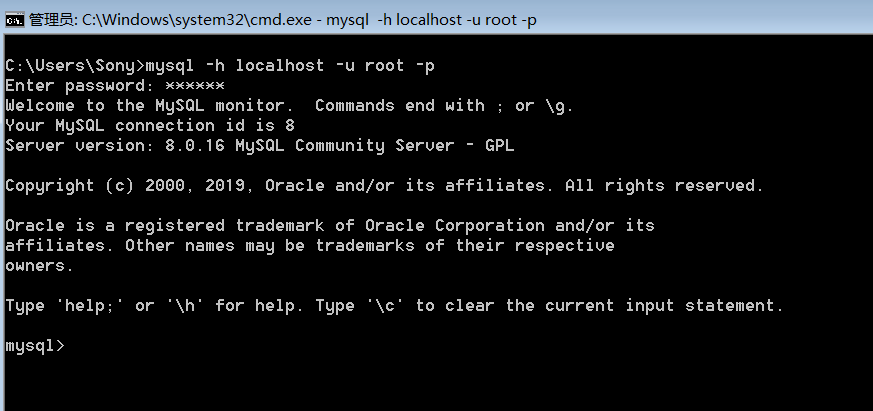 管理员: C:\Windows\system32\cmd.exe - mysql  -h localhost -u root -p
C:\Users\Sony>mysql -h localhost -u root -p
Enter password: ******
Welcome to the MySQL monitor.  Commands end with ; or \g.
Your MySQL connection id is 8
Server version: 8.0.16 MySQL Community Server - GPL
Copyright (c) 2000, 2019, Oracle and/or its affiliates. All rights reserved.
Oracle is a registered trademark of Oracle Corporation and/or its
affiliates. Other names may be trademarks of their respective
owners.
Type 'help;' or '\h' for help. Type '\c' to clear the current input statement.
mysql>